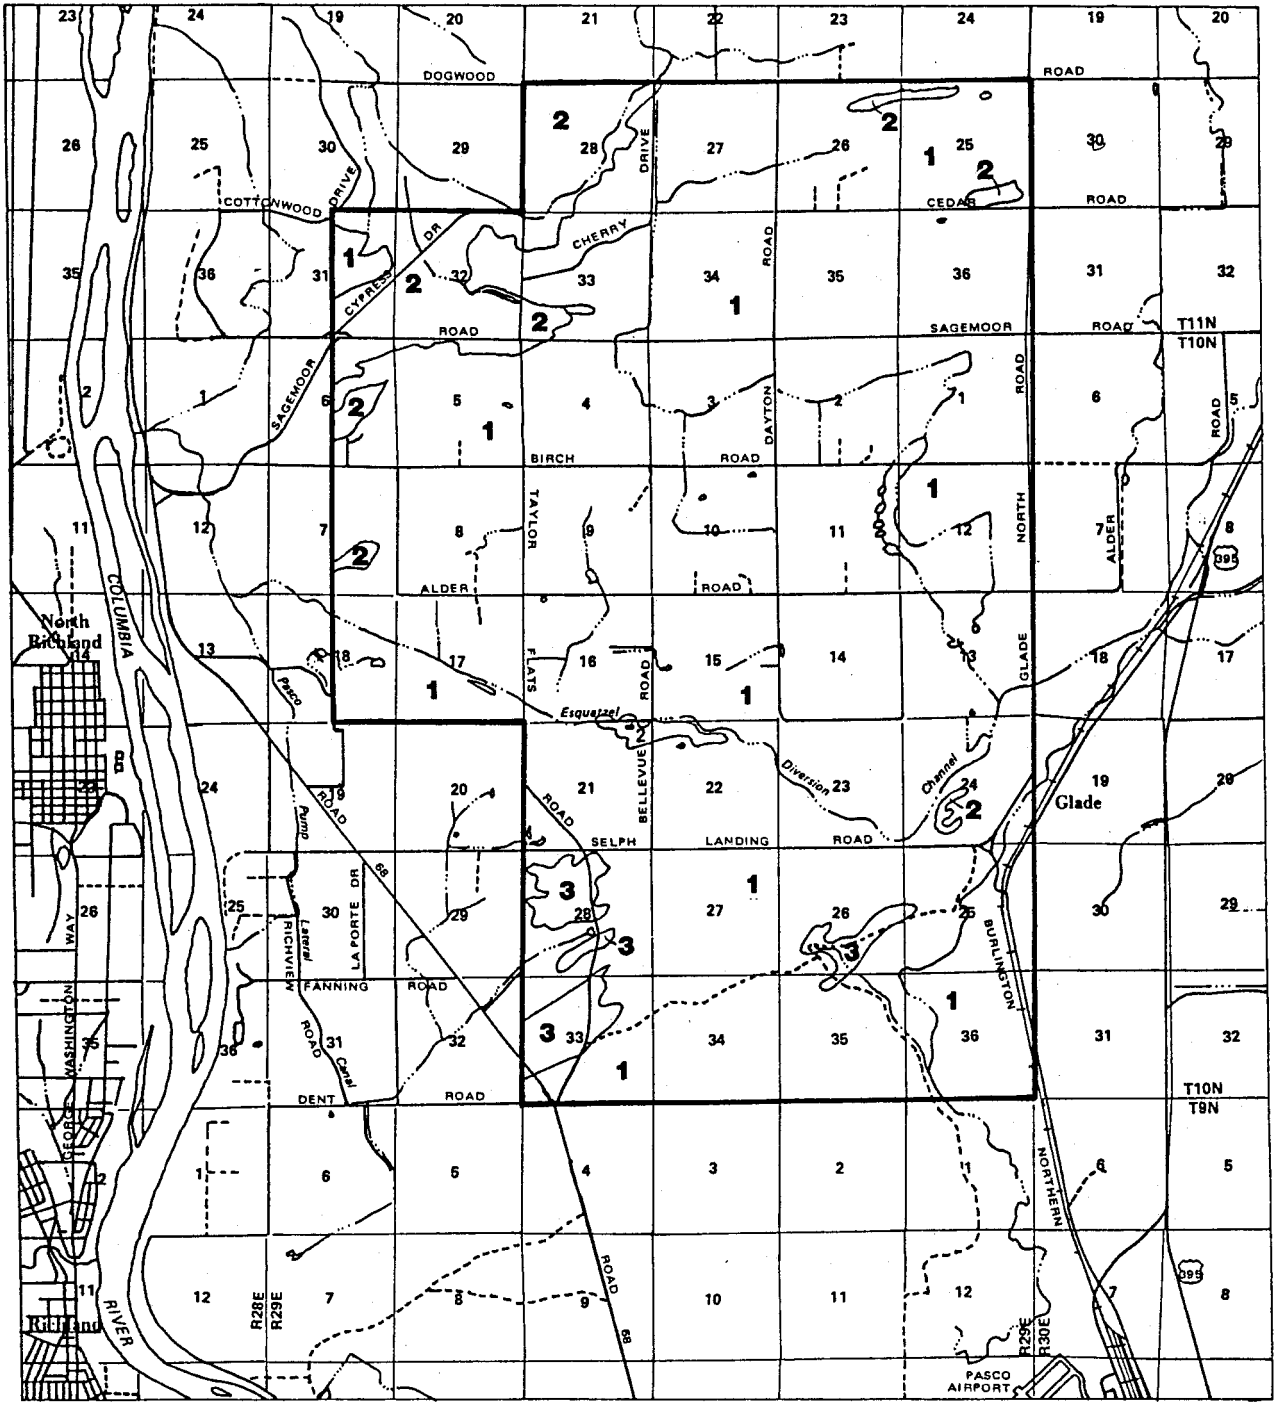 23 24 19 20 21 22 23 24 19 20
DOGWOOD ROAD
2 2
26 25 30 29 28 DRIVE 27 26 1 25 30 29
2
DRIVE
COTTONWOOD CEDAR ROAD
DR CHERRY ROAD
1
35 36 31 CYPRESS 32 2 33 34 35 36 31 32
1
2
ROAD SAGEMOOR ROAD T11N
T10N
SAGEMOOR ROAD
2 1 6 2 5 4 3 DAYTON 2 1 6 ROAD 5
1
BIRCH ROAD
1
11 12 7 8 TAYLOR 9 10 11 12 NORTH 7 ALDER 8
2 395
ALDER ROAD
COLUMBIA
North
Richland
14 13 18 17 FLATS 16 ROAD 15 14 13 GLADE 18 17
Pasco 1 1
Esquatzel
2
BELLEVUE Diversion Channel
23 24 19 20 21 22 23 24 19 20
ROAD ROAD 2 Glade
Pump SELPH LANDING ROAD
68
1
3
26 25 30 LAPORTE DR 29 28 27 26 25 30 29
WAY RICHVIEW Lateral 3 3 BURLINGTON
FANNING ROAD
1
WASHINGTON 35 36 ROAD 31 32 3 33 34 35 36 31 32
Canal 1
DENT ROAD T10N
T9N
GEORGE
2 1 6 5 4 3 2 1 NORTHERN 6 5
ROAD 395
11 12 R28E R29E 7 8 9 10 11 12 7 8
Richland RIVER 68 R29E R30E
PASCO
AIRPORT